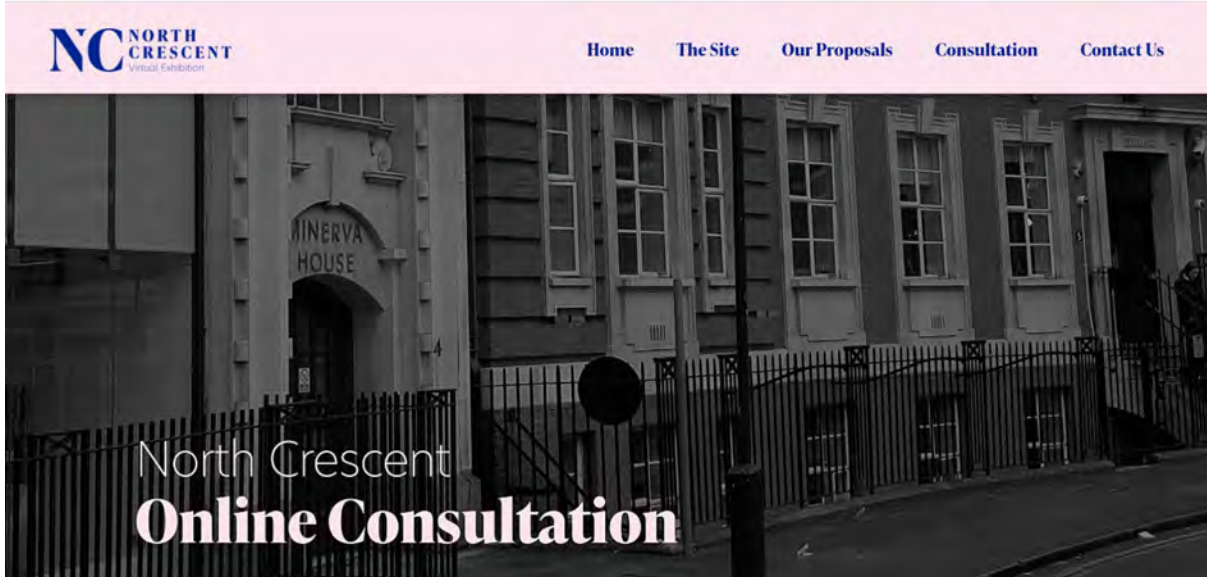 NC NORTH
CRESCENT
Virtual Exhibition
Home The Site Our Proposals Consultation Contact Us
MINERVA
HOUSE
4
North Crescent
Online Consultation